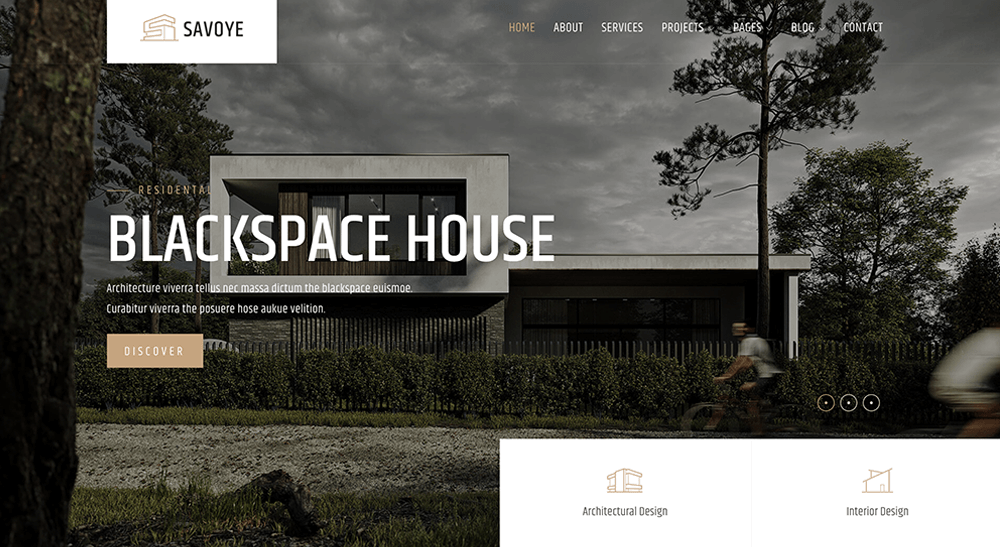 SAVOYE
HOME ABOUT SERVICES PROJECTS PAGES BLOG CONTACT
RESIDENTAL
BLACKSPACE HOUSE
Architecture viverra tellus nec massa dictum the blackspace euismoe.
Curabitur viverra the posuere hose aukue velition.
DISCOVER
Architectural Design
Interior Design